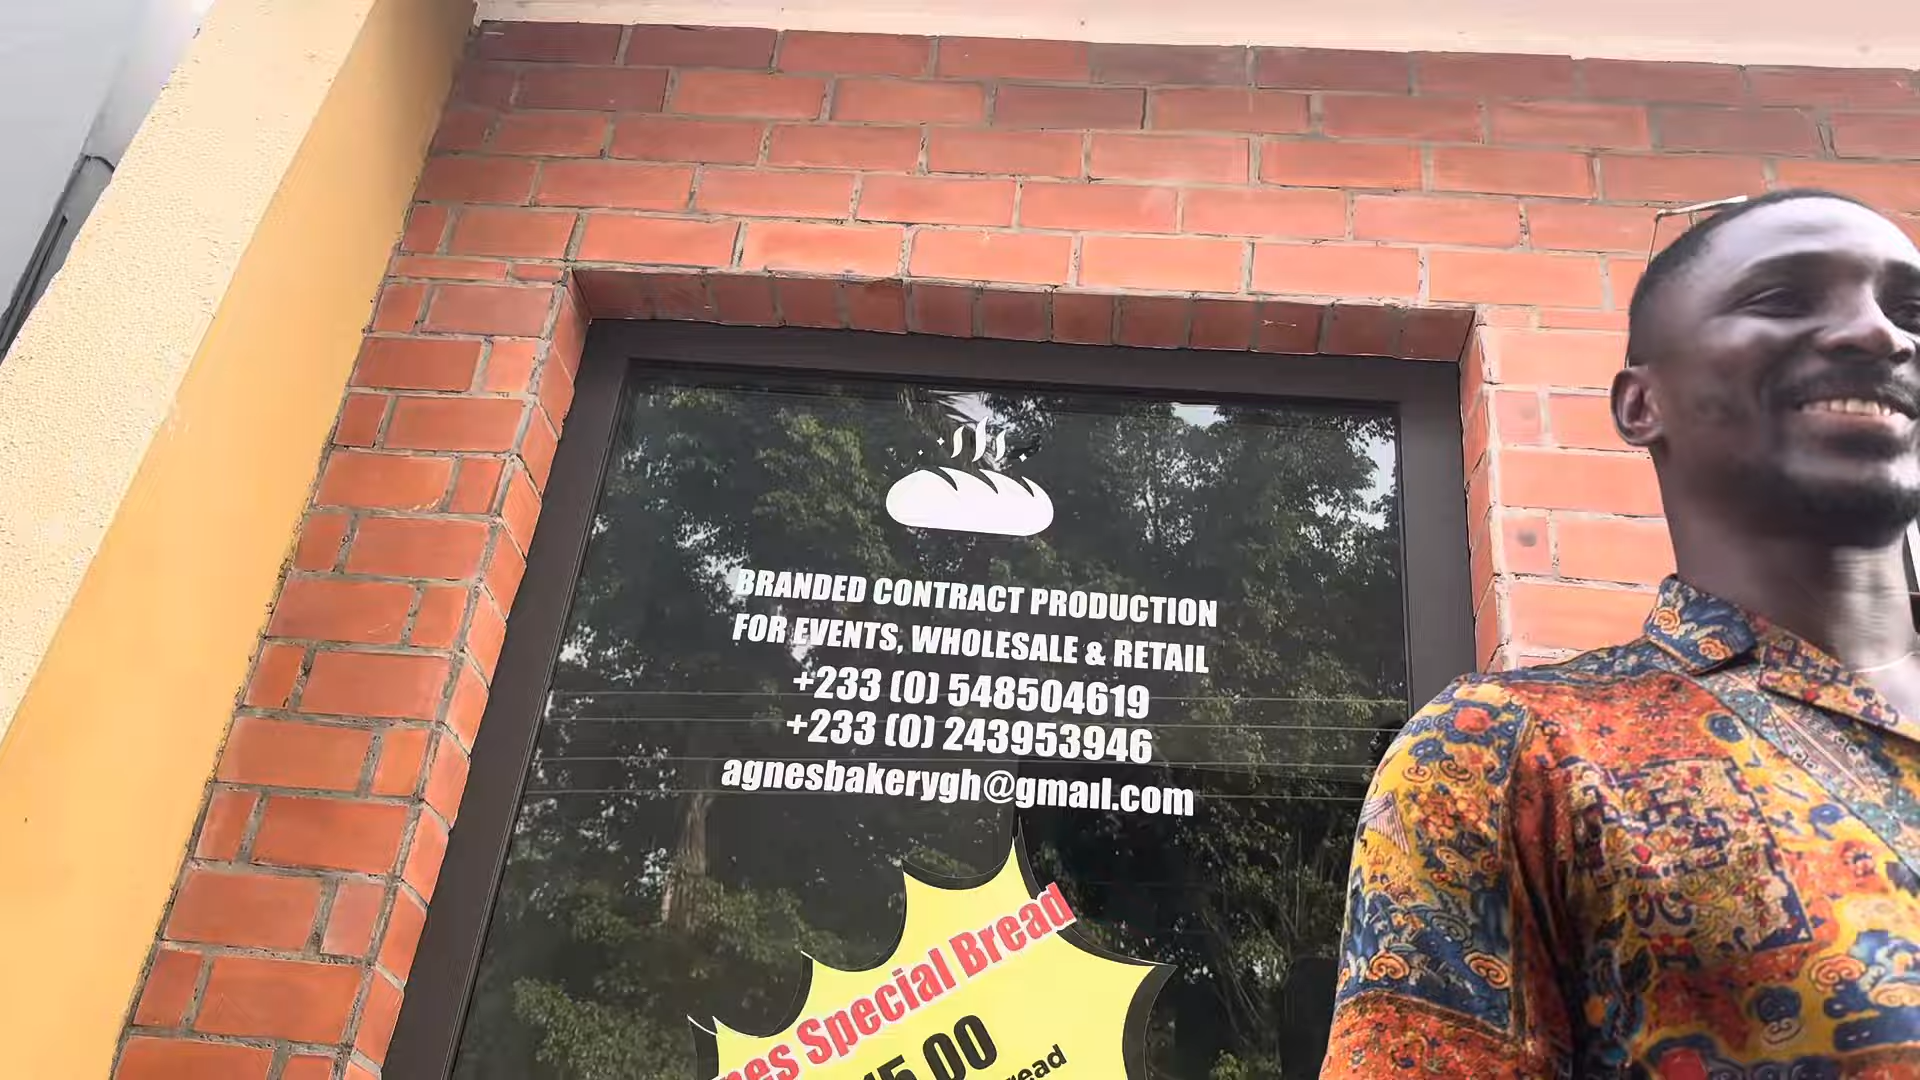 BRANDED CONTRACT PRODUCTION
FOR EVENTS, WHOLESALE & RETAIL
+233 (0) 548504619
+233 (0) 243953946
agnesbakerygh@gmail.com
Special Bread